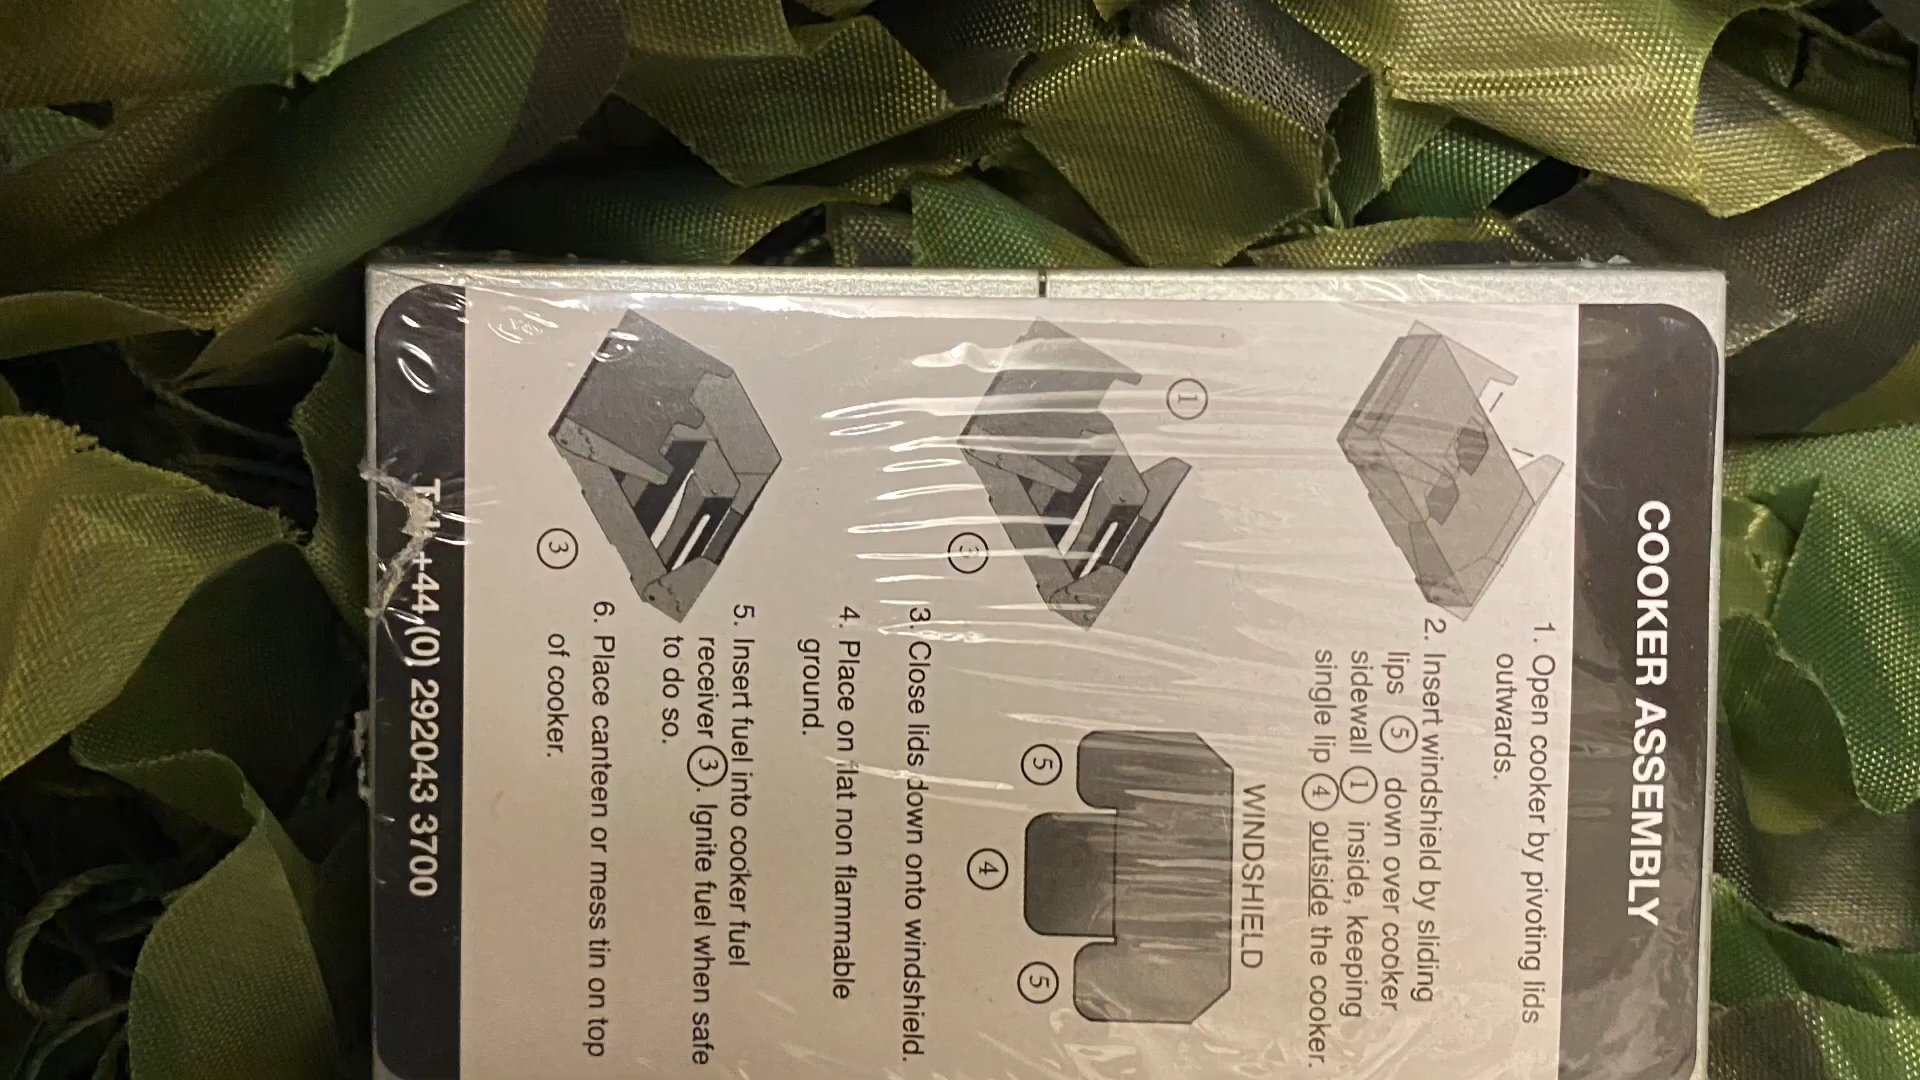 COOKER ASSEMBLY
1. Open cooker by pivoting lids
outwards.
2. Insert windshield by sliding
lips 5 down over cooker
sidewall 1 inside, keeping
single lip 4 outside the cooker.
WINDSHIELD
1
5
4
5
3
3. Close lids down onto windshield.
4. Place on flat non flammable
ground.
5. Insert fuel into cooker fuel
receiver 3. Ignite fuel when safe
to do so.
6. Place canteen or mess tin on top
of cooker.
3
+44 (0) 292043 3700